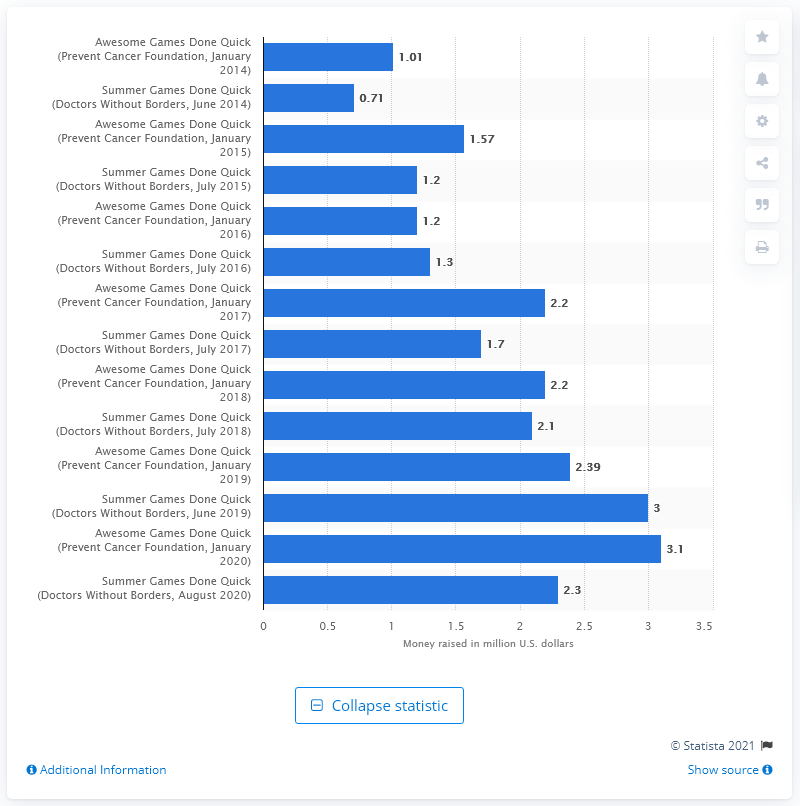 Awesome Games Done Quick
(Prevent Cancer Foundation, January
2014)
1.01
Summer Games Done Quick
(Doctors Without Borders, June 2014)
0.71
Awesome Games Done Quick
(Prevent Cancer Foundation, January
2015)
1.57
Summer Games Done Quick
(Doctors Without Borders, July 2015)
1.2
Awesome Games Done Quick
(Prevent Cancer Foundation, January
2016)
1.2
Summer Games Done Quick
(Doctors Without Borders, July 2016)
1.3
Awesome Games Done Quick
(Prevent Cancer Foundation, January
2017)
2.2
Summer Games Done Quick
(Doctors Without Borders, July 2017)
1.7
Awesome Games Done Quick
(Prevent Cancer Foundation, January
2018)
2.2
Summer Games Done Quick
(Doctors Without Borders, July 2018)
2.1
Awesome Games Done Quick
(Prevent Cancer Foundation, January
2019)
2.39
Summer Games Done Quick
(Doctors Without Borders, June 2019)
3
Awesome Games Done Quick
(Prevent Cancer Foundation, January
2020)
3.1
Summer Games Done Quick
(Doctors Without Borders, August 2020)
2.3
0 0.5 1 1.5 2 2.5 3 3.5
Money raised in million U.S. dollars
Collapse statistic
© Statista 2021
Additional Information
Show source